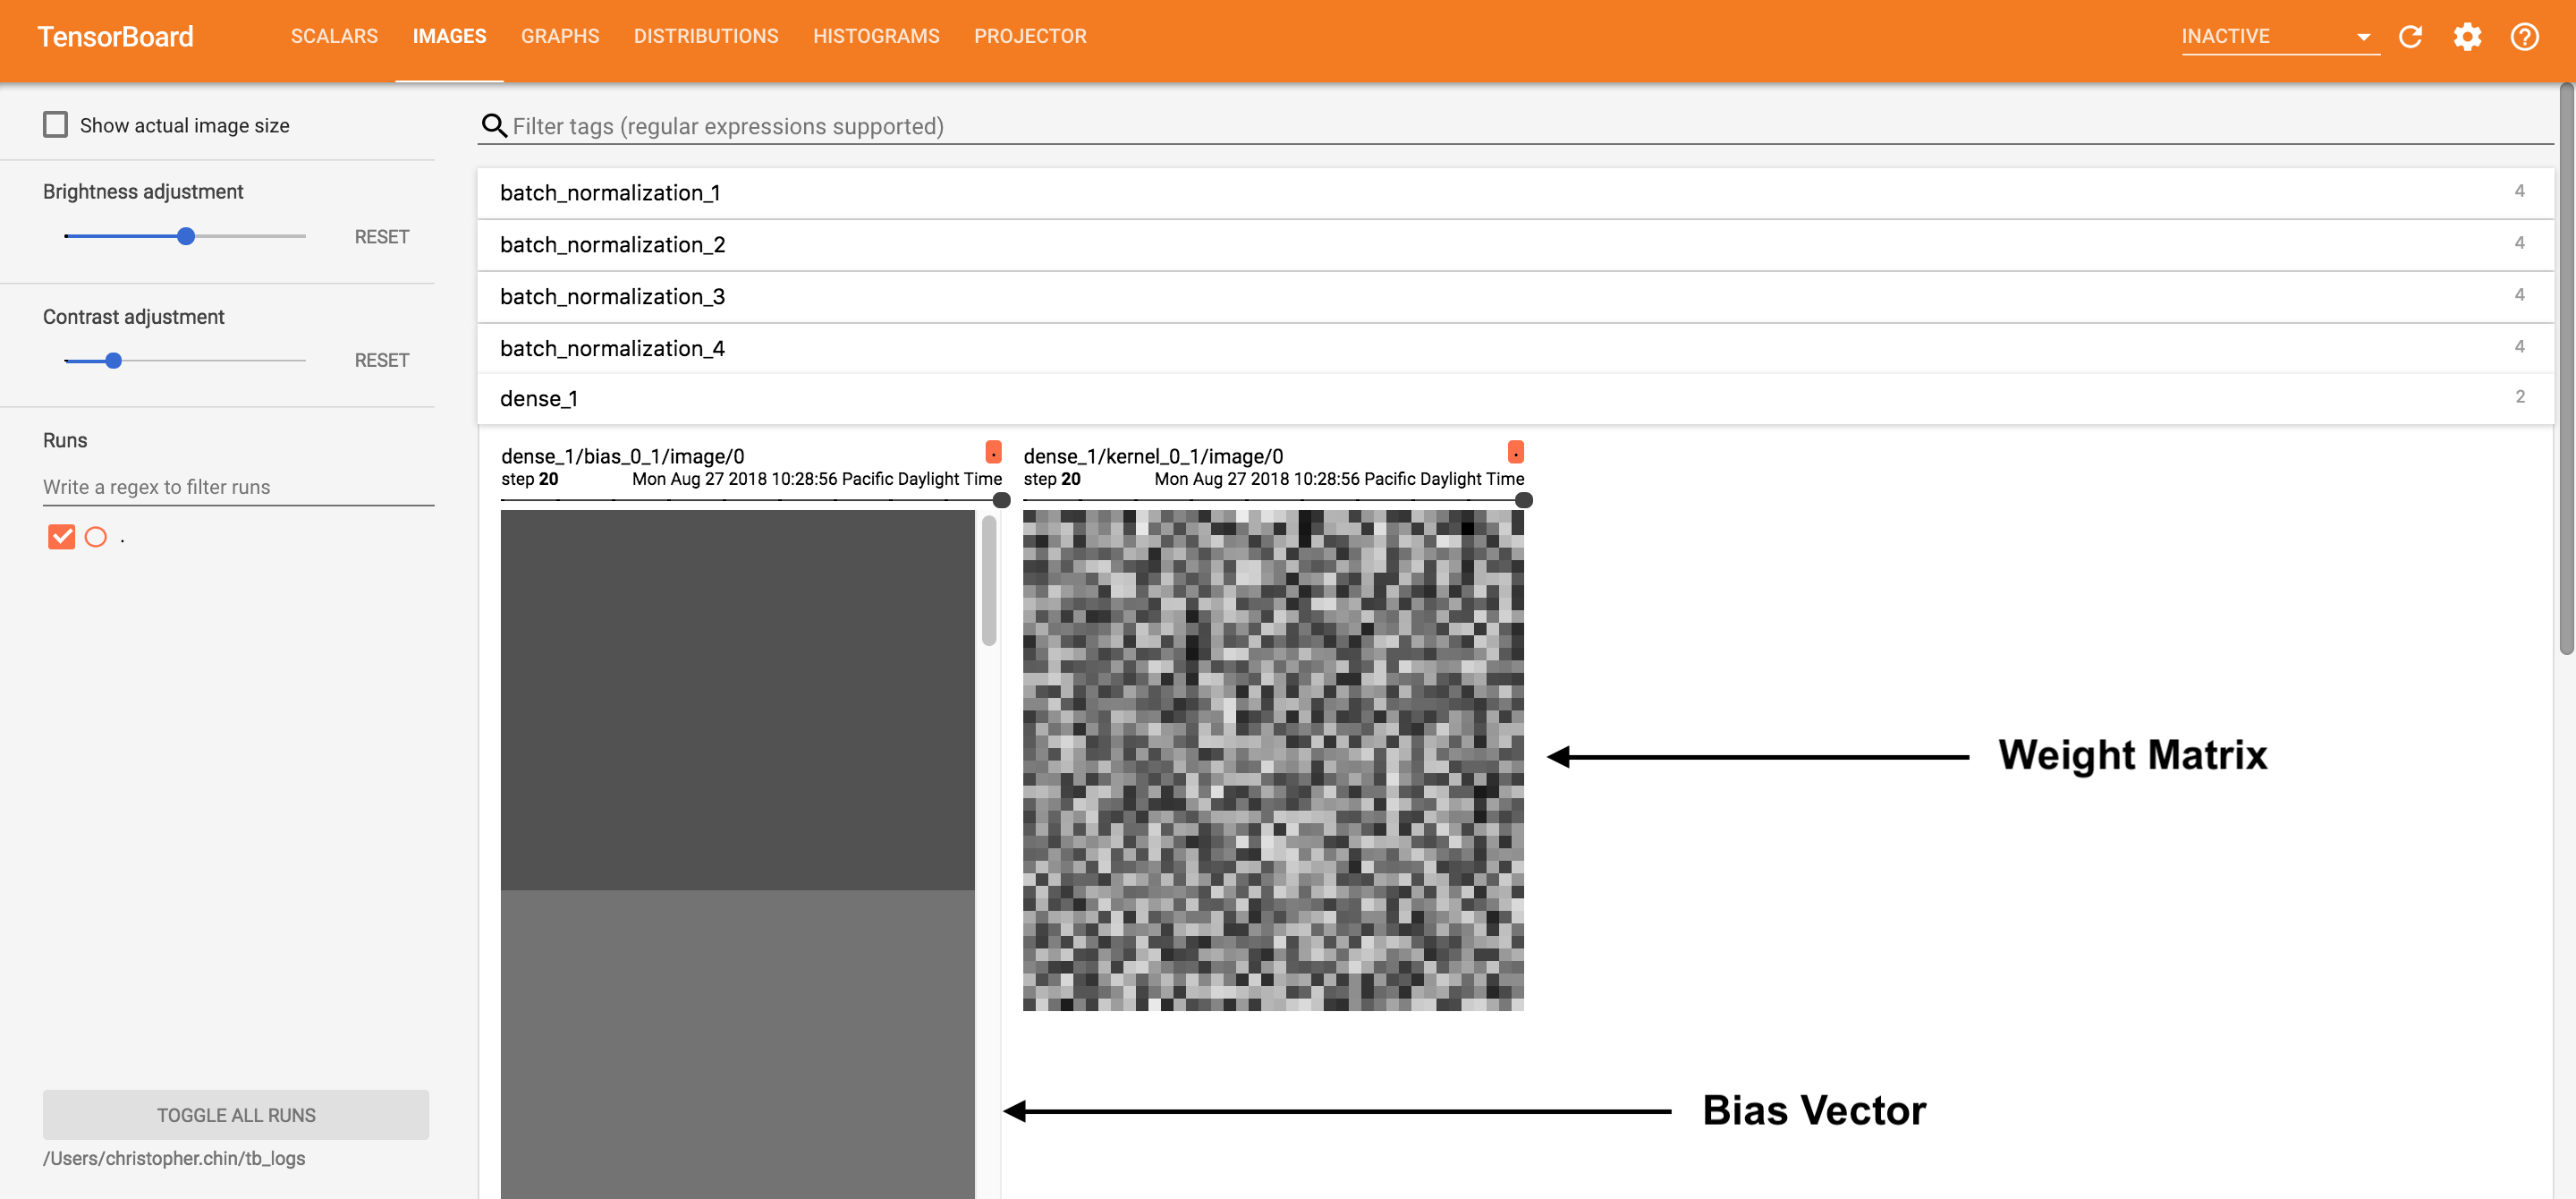 TensorBoard
SCALARS IMAGES GRAPHS DISTRIBUTIONS HISTOGRAMS PROJECTOR
INACTIVE
Show actual image size
Brightness adjustment
RESET
Contrast adjustment
RESET
Runs
Write a regex to filter runs
.
TOGGLE ALL RUNS
/Users/christopher.chin/tb_logs
Filter tags (regular expressions supported)
batch_normalization_1 4
batch_normalization_2 4
batch_normalization_3 4
batch_normalization_4 4
dense_1 2
dense_1/bias_0_1/image/0 .
step 20 Mon Aug 27 2018 10:28:56 Pacific Daylight Time
dense_1/kernel_0_1/image/0 .
step 20 Mon Aug 27 2018 10:28:56 Pacific Daylight Time
Weight Matrix
Bias Vector